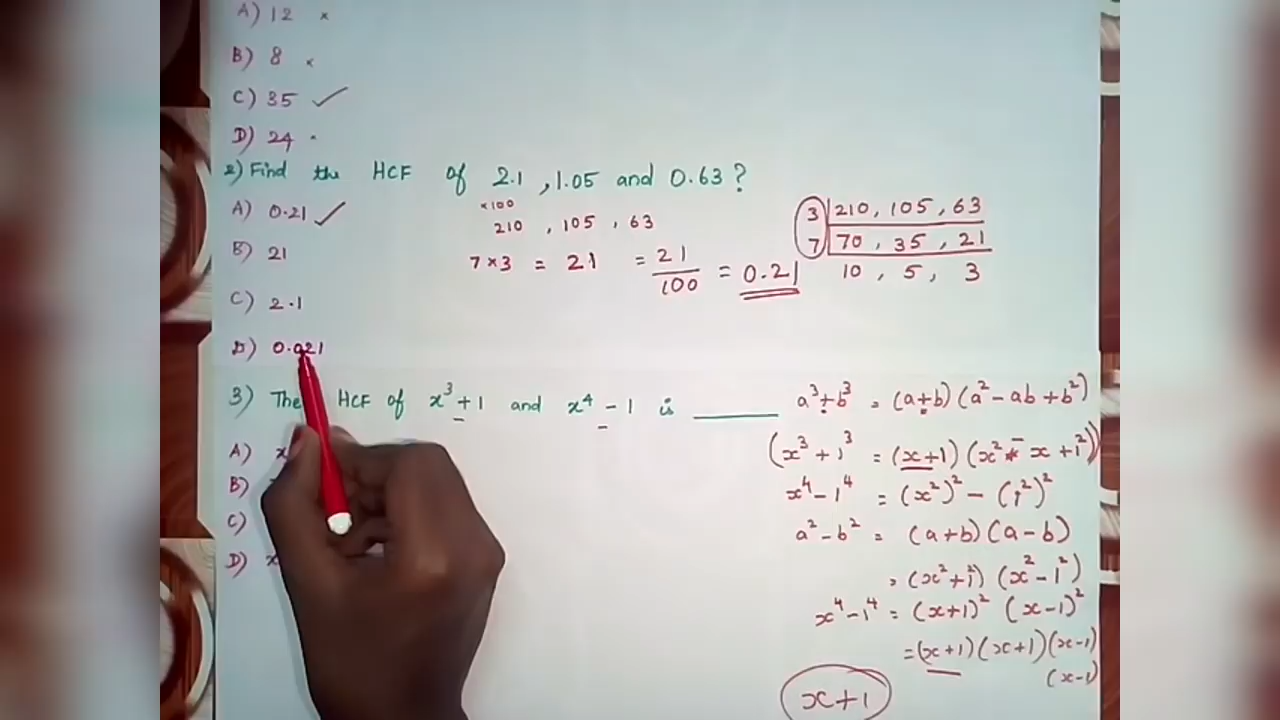 A) 12 ×
B) 8 ×
C) 35 ✓
D) 24 ·
2) Find the HCF of 2.1 , 1.05 and 0.63 ?
A) 0.21 ✓
B) 21
C) 2.1
D) 0.021
×100
210 , 105 , 63
7 × 3 = 21 = 21/100 = 0.21
3 | 210 , 105 , 63
7 | 70 , 35 , 21
10 , 5 , 3
3) The HCF of x³ + 1 and x⁴ - 1 is ______
A) x
B)
C)
D) x
a³ + b³ = (a+b) (a² - ab + b²)
(x³ + 1³ = (x+1) (x² - x + 1²))
x⁴ - 1⁴ = (x²)² - (1²)²
a² - b² = (a+b) (a-b)
= (x² + 1²) (x² - 1²)
x⁴ - 1⁴ = (x+1)² (x-1)²
= (x+1) (x+1) (x-1)
(x-1)
x+1